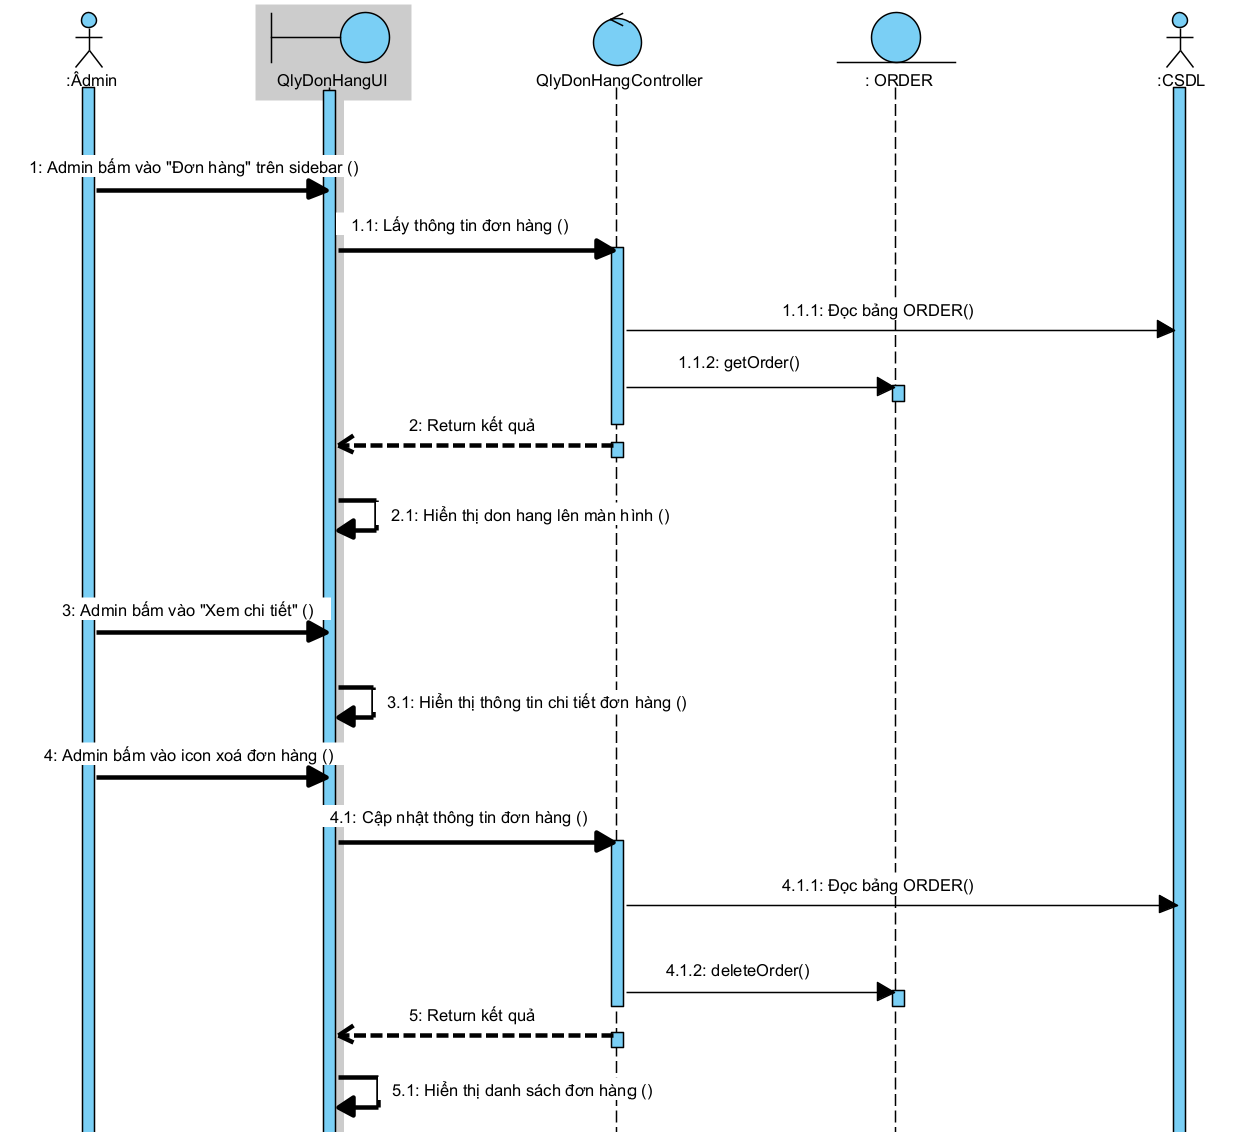 :Âdmin
QlyDonHangUI
QlyDonHangController
: ORDER
:CSDL
1: Admin bấm vào "Đơn hàng" trên sidebar ()
1.1: Lấy thông tin đơn hàng ()
1.1.1: Đọc bảng ORDER()
1.1.2: getOrder()
2: Return kết quả
2.1: Hiển thị don hang lên màn hình ()
3: Admin bấm vào "Xem chi tiết" ()
3.1: Hiển thị thông tin chi tiết đơn hàng ()
4: Admin bấm vào icon xoá đơn hàng ()
4.1: Cập nhật thông tin đơn hàng ()
4.1.1: Đọc bảng ORDER()
4.1.2: deleteOrder()
5: Return kết quả
5.1: Hiển thị danh sách đơn hàng ()